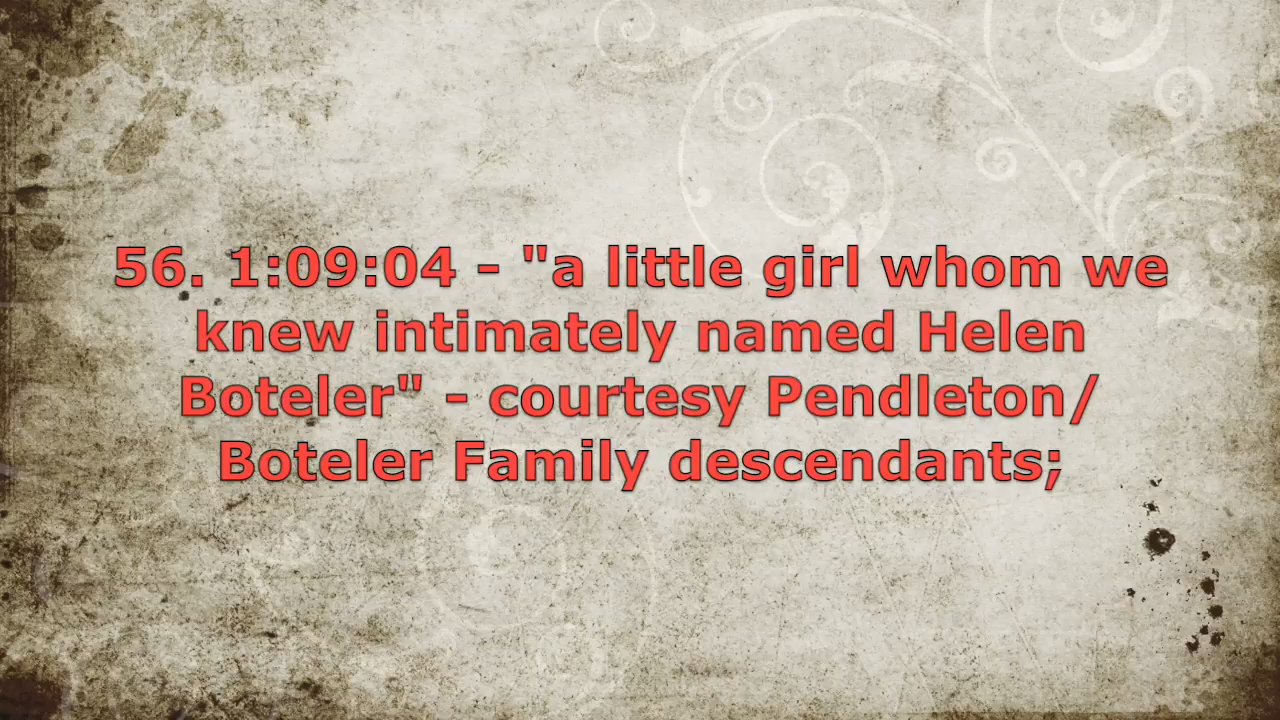 56. 1:09:04 - "a little girl whom we
knew intimately named Helen
Boteler" - courtesy Pendleton/
Boteler Family descendants;